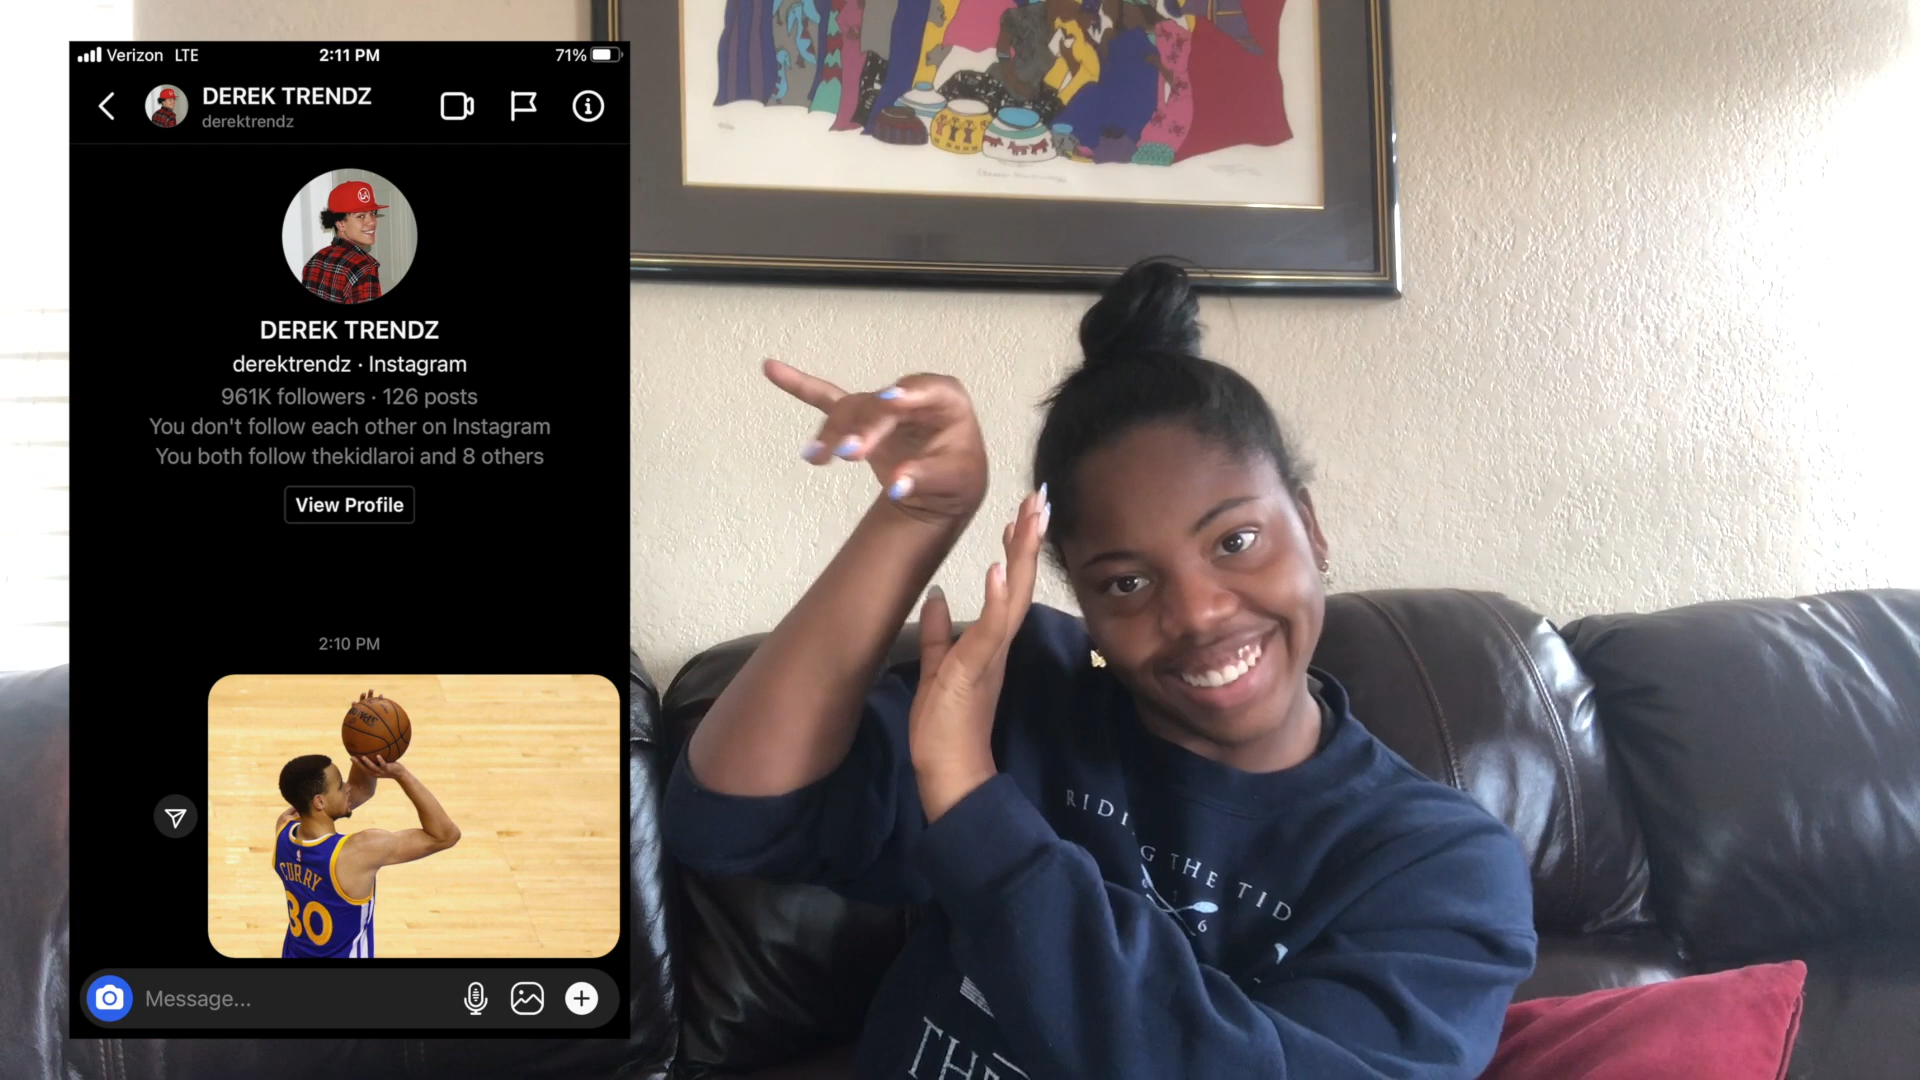 Verizon LTE 2:11 PM 71%
DEREK TRENDZ
derektrendz
DEREK TRENDZ
derektrendz · Instagram
961K followers · 126 posts
You don't follow each other on Instagram
You both follow thekidlaroi and 8 others
View Profile
2:10 PM
CURRY
30
Message...
RIDI G THE TID
6
THE